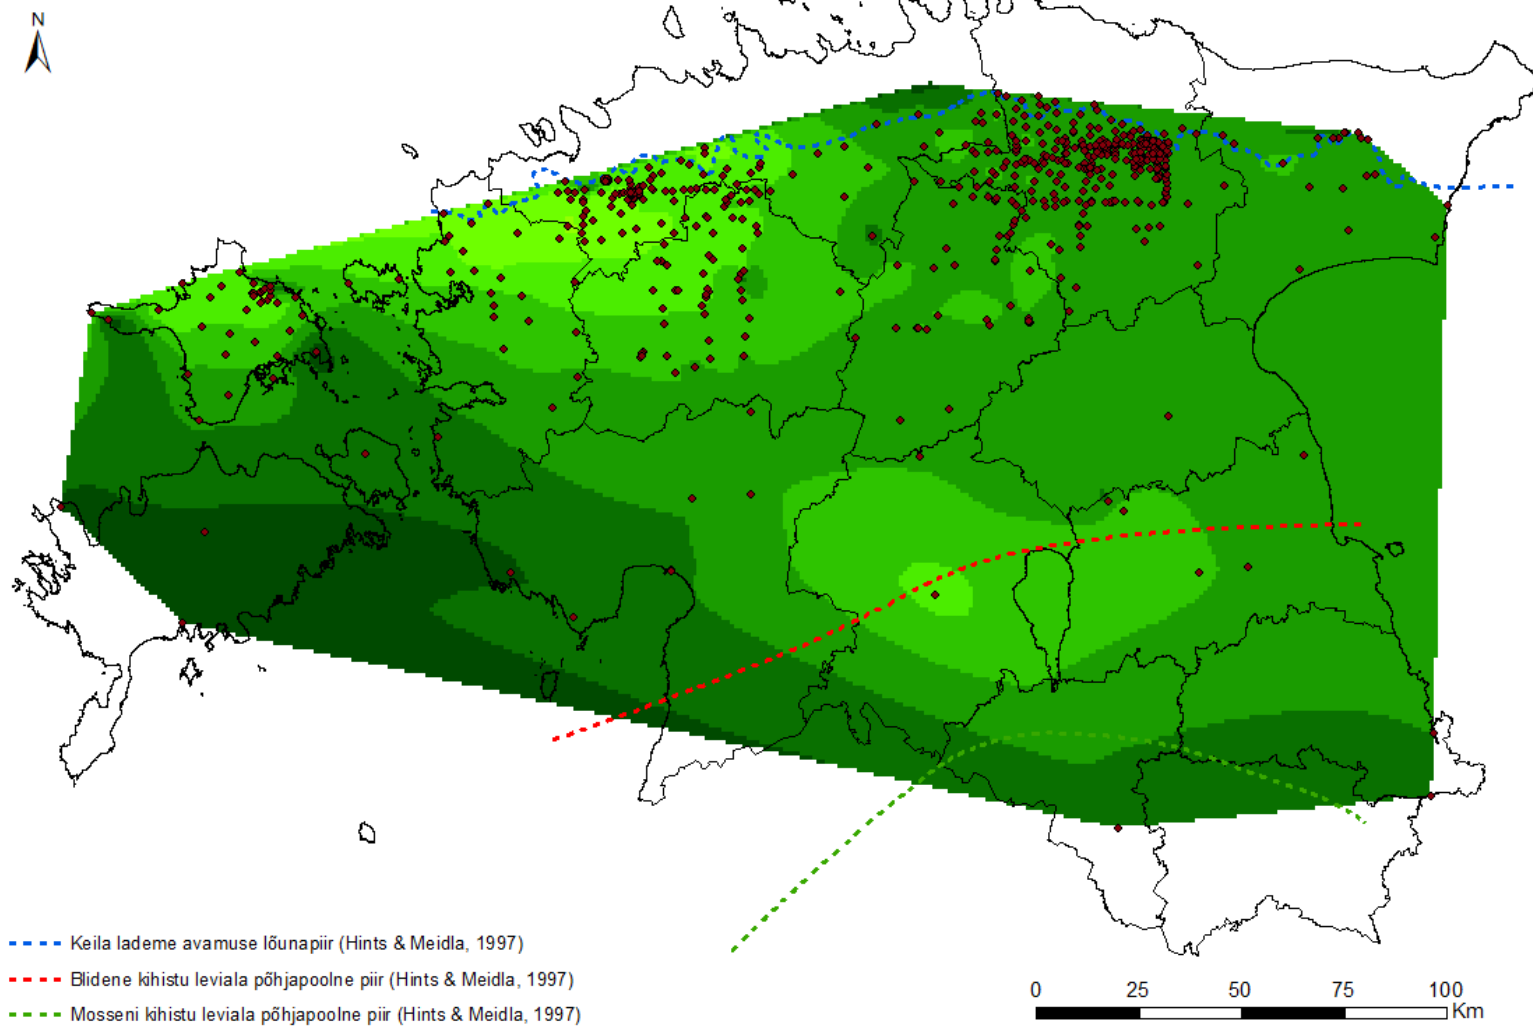 N
Keila lademe avamuse lõunapiir (Hints & Meidla, 1997)
Blidene kihistu leviala põhjapoolne piir (Hints & Meidla, 1997)
Mosseni kihistu leviala põhjapoolne piir (Hints & Meidla, 1997)
0 25 50 75 100
Km